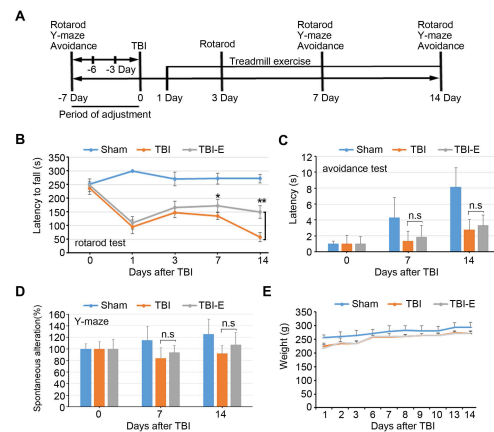 A
Rotarod
Y-maze
Avoidance
TBI
Rotarod
Rotarod
Y-maze
Avoidance
Rotarod
Y-maze
Avoidance
-6 -3 Day
Treadmill exercise
-7 Day 0 1 Day 3 Day 7 Day 14 Day
Period of adjustment
B
Sham TBI TBI-E
Latency to fall (s)
350
300
250
200
150
100
50
0
* **
rotarod test
0 1 3 7 14
Days after TBI
C
Sham TBI TBI-E
avoidance test
Latency (s)
12
10
8
6
4
2
0
n.s n.s
0 7 14
Days after TBI
D
Sham TBI TBI-E
Y-maze
Spontaneous alteration(%)
160
140
120
100
80
60
40
20
0
n.s n.s
0 7 14
Days after TBI
E
Sham TBI TBI-E
Weight (g)
350
300
250
200
150
100
50
0
1 2 3 6 7 8 9 10 13 14
Days after TBI